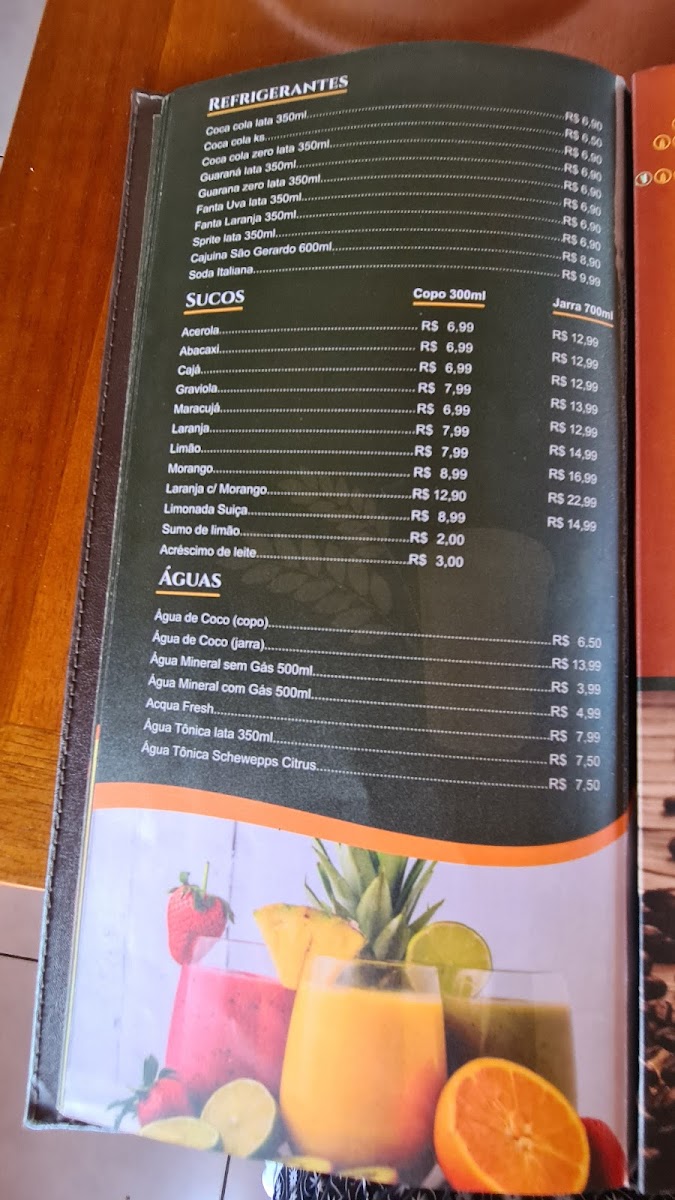 REFRIGERANTES
Coca cola lata 350ml..........R$ 6,90
Coca cola ks..........R$ 6,50
Coca cola zero lata 350ml..........R$ 6,90
Guaraná lata 350ml..........R$ 6,90
Guarana zero lata 350ml..........R$ 6,90
Fanta Uva lata 350ml..........R$ 6,90
Fanta Laranja 350ml..........R$ 6,90
Sprite lata 350ml..........R$ 6,90
Cajuina São Gerardo 600ml..........R$ 8,90
Soda Italiana..........R$ 9,99
SUCOS Copo 300ml Jarra 700ml
Acerola..........R$ 6,99 R$ 12,99
Abacaxi..........R$ 6,99 R$ 12,99
Cajá..........R$ 6,99 R$ 12,99
Graviola..........R$ 7,99 R$ 13,99
Maracujá..........R$ 6,99 R$ 12,99
Laranja..........R$ 7,99 R$ 14,99
Limão..........R$ 7,99 R$ 16,99
Morango..........R$ 8,99 R$ 22,99
Laranja c/ Morango..........R$ 12,90 R$ 14,99
Limonada Suiça..........R$ 8,99
Sumo de limão..........R$ 2,00
Acréscimo de leite..........R$ 3,00
ÁGUAS
Água de Coco (copo)..........R$ 6,50
Água de Coco (jarra)..........R$ 13,99
Água Mineral sem Gás 500ml..........R$ 3,99
Água Mineral com Gás 500ml..........R$ 4,99
Acqua Fresh..........R$ 7,99
Água Tônica lata 350ml..........R$ 7,50
Água Tônica Schewepps Citrus..........R$ 7,50